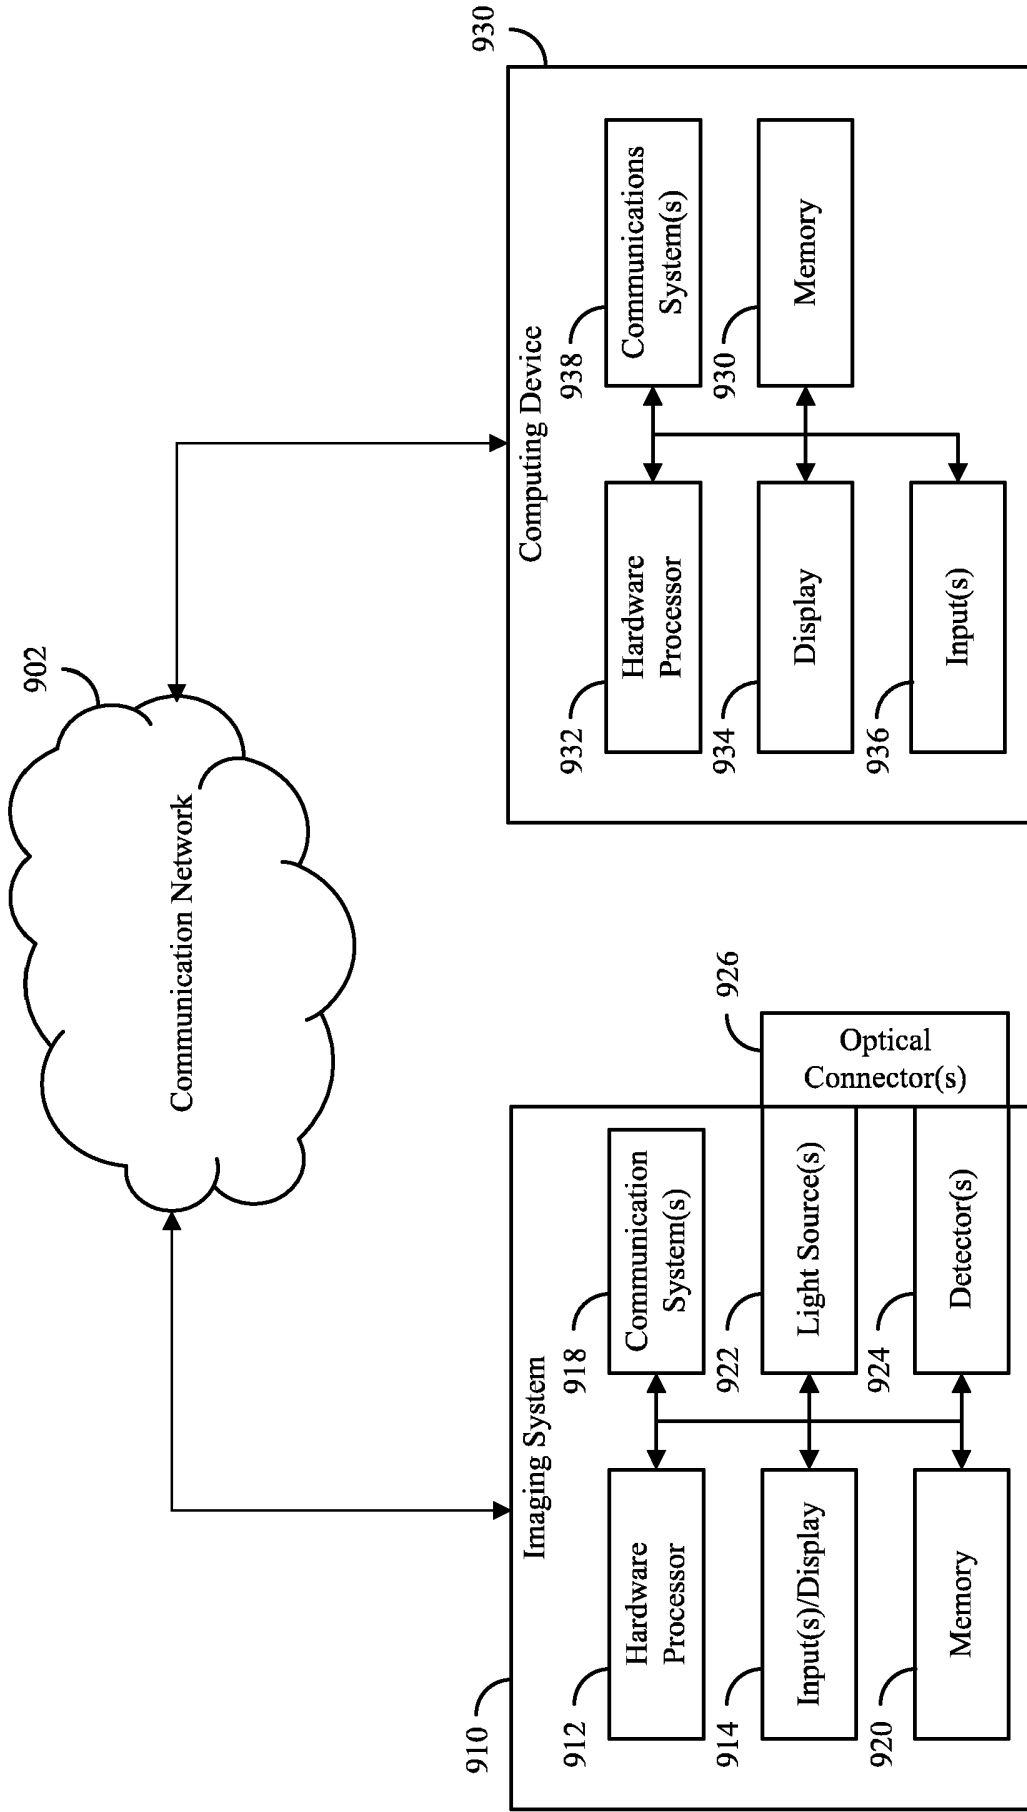 902
Communication Network
910
Imaging System
912
Hardware
Processor
918
Communication
System(s)
914
Input(s)/Display
922
Light Source(s)
920
Memory
924
Detector(s)
926
Optical
Connector(s)
930
Computing Device
932
Hardware
Processor
938
Communications
System(s)
934
Display
930
Memory
936
Input(s)